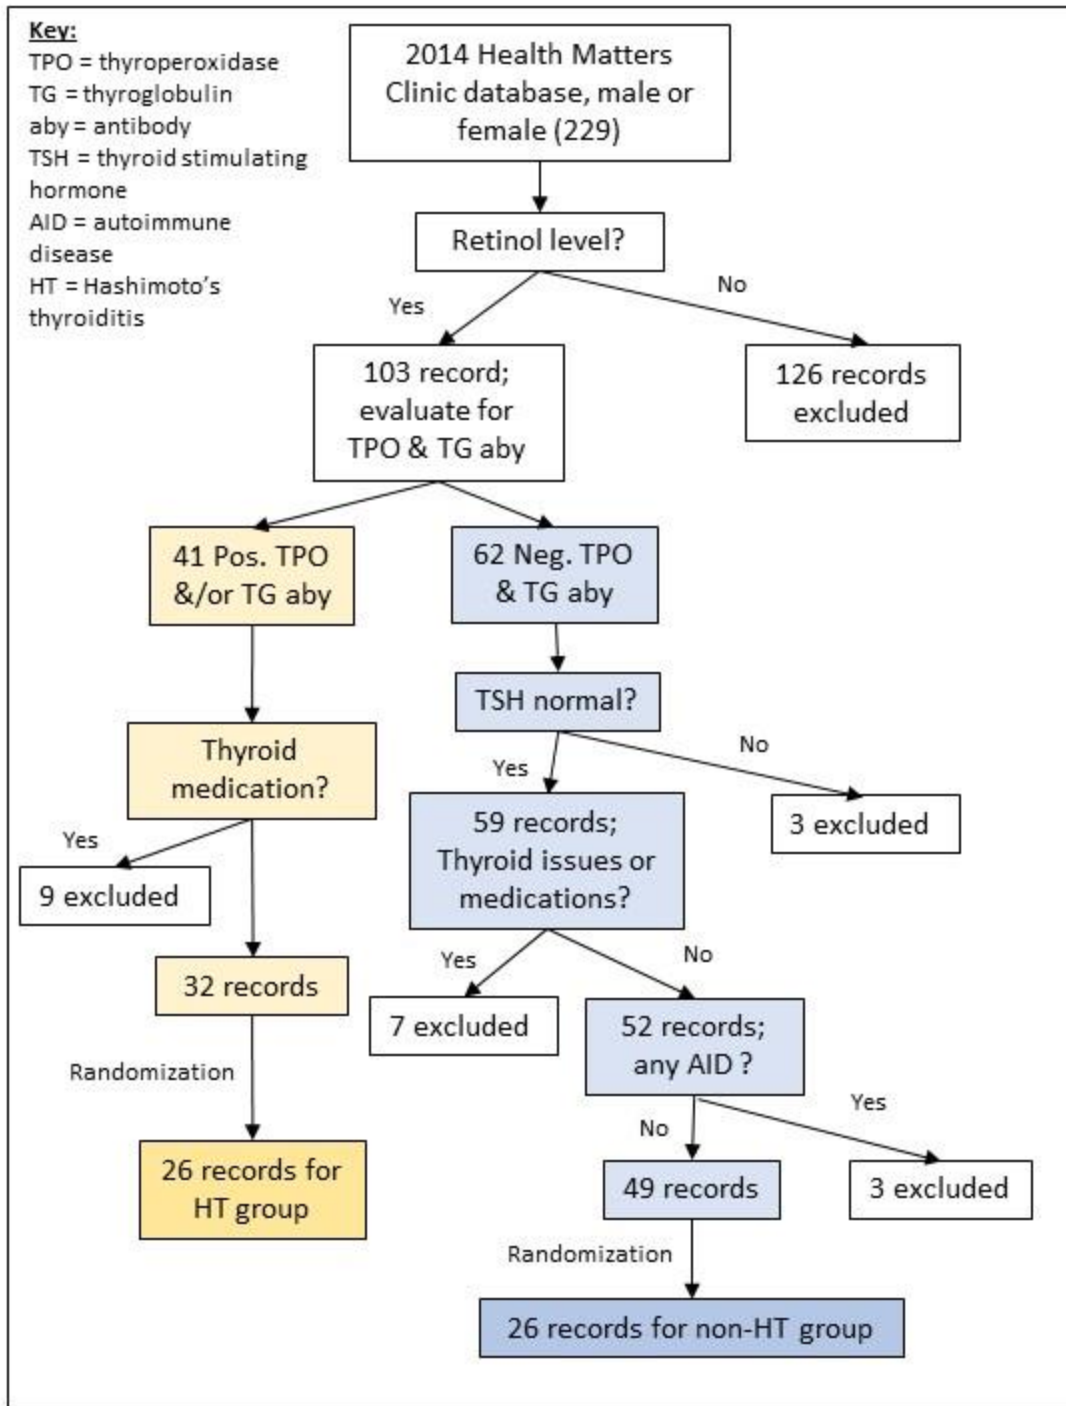 Key:
TPO = thyroperoxidase
TG = thyroglobulin
aby = antibody
TSH = thyroid stimulating
hormone
AID = autoimmune
disease
HT = Hashimoto's
thyroiditis
2014 Health Matters
Clinic database, male or
female (229)
Retinol level?
Yes
No
103 record;
evaluate for
TPO & TG aby
126 records
excluded
41 Pos. TPO
&/or TG aby
62 Neg. TPO
& TG aby
Thyroid
medication?
TSH normal?
Yes
No
Yes
9 excluded
59 records;
Thyroid issues or
medications?
3 excluded
32 records
Yes
No
7 excluded
52 records;
any AID ?
Randomization
No
Yes
26 records for
HT group
49 records
3 excluded
Randomization
26 records for non-HT group